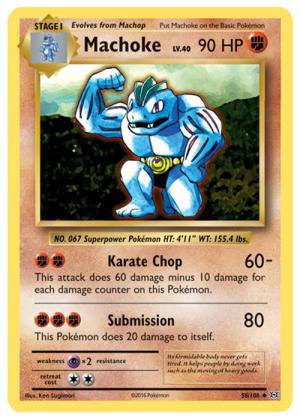 STAGE 1 Evolves from Machop Put Machoke on the Basic Pokémon
Machoke LV.40 90 HP
NO. 067 Superpower Pokémon HT: 4'11" WT: 155.4 lbs.
Karate Chop 60-
This attack does 60 damage minus 10 damage for
each damage counter on this Pokémon.
Submission 80
This Pokémon does 20 damage to itself.
weakness ×2 resistance
retreat
cost
Its formidable body never gets
tired. It helps people by doing work
such as the moving of heavy goods.
Illus. Ken Sugimori ©2016 Pokémon 58/108